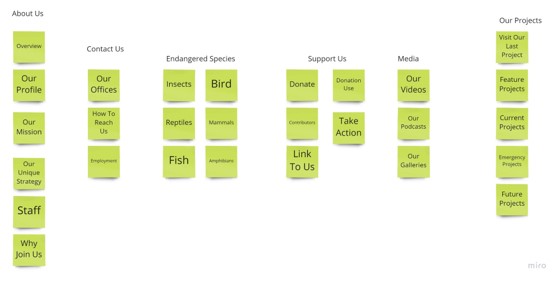 About Us
Overview
Our
Profile
Our
Mission
Our
Unique
Strategy
Staff
Why
Join Us
Contact Us
Our
Offices
How To
Reach
Us
Employment
Endangered Species
Insects
Bird
Reptiles
Mammals
Fish
Amphibians
Support Us
Donate
Donation
Use
Contributors
Take
Action
Link
To Us
Media
Our
Videos
Our
Podcasts
Our
Galleries
Our Projects
Visit Our
Last
Project
Feature
Projects
Current
Projects
Emergency
Projects
Future
Projects
miro